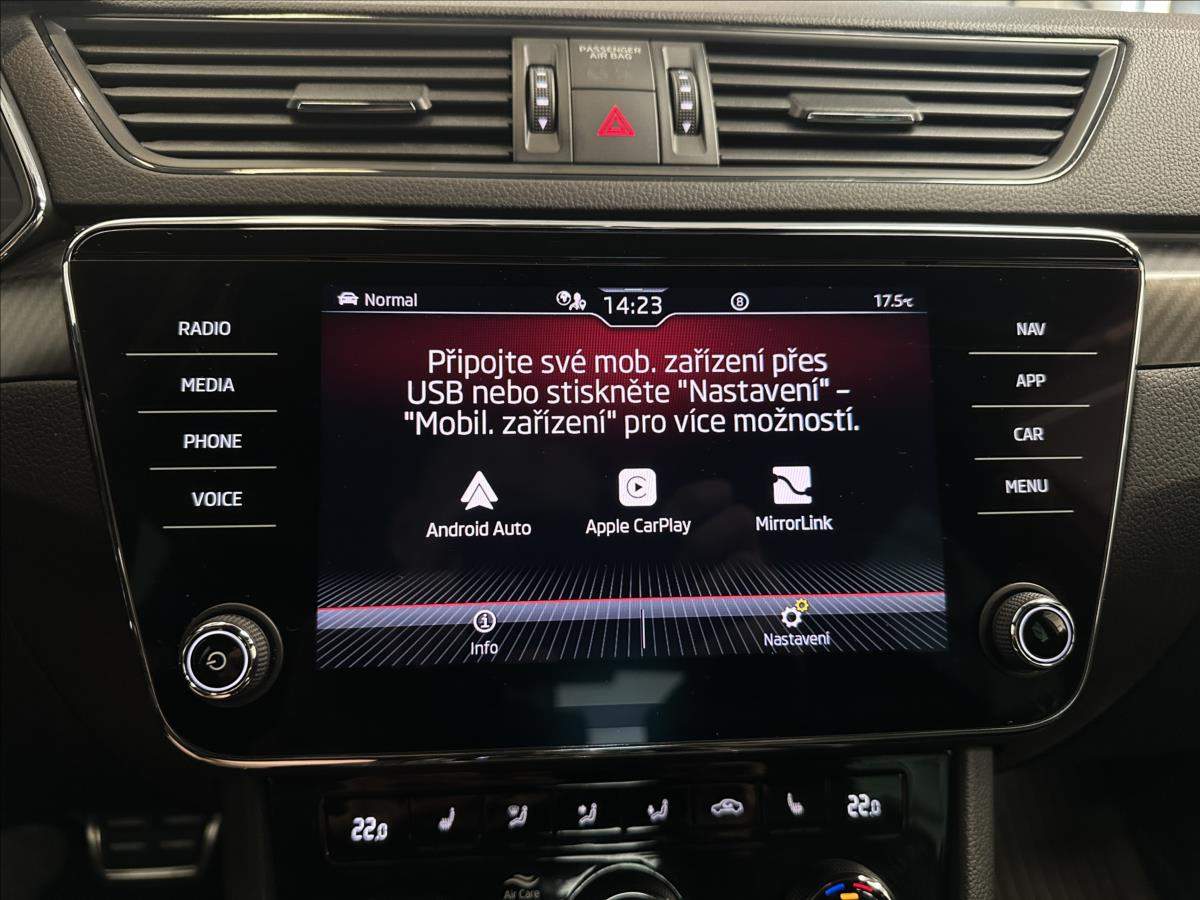 PASSENGER
AIR BAG
Normal
14:23
8
17.5°C
RADIO
MEDIA
PHONE
VOICE
Připojte své mob. zařízení přes
USB nebo stiskněte "Nastavení" –
"Mobil. zařízení" pro více možností.
Android Auto
Apple CarPlay
MirrorLink
Info
Nastavení
NAV
APP
CAR
MENU
22.0
22.0
Air Care